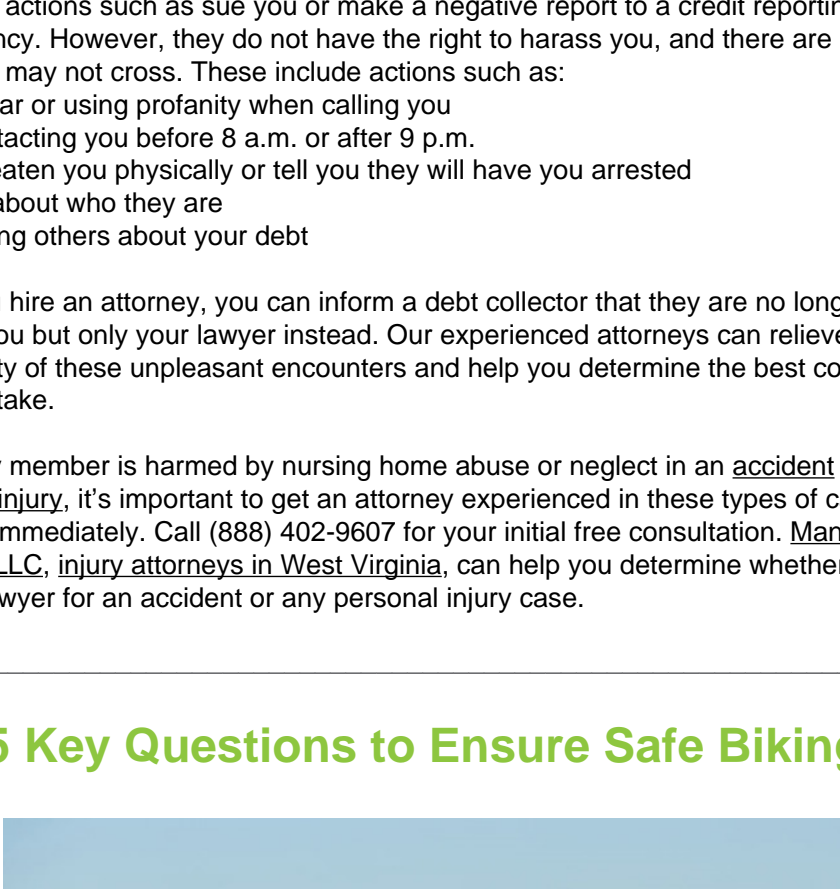 actions such as sue you or make a negative report to a credit reportin
ncy. However, they do not have the right to harass you, and there are
may not cross. These include actions such as:
ar or using profanity when calling you
tacting you before 8 a.m. or after 9 p.m.
eaten you physically or tell you they will have you arrested
about who they are
ng others about your debt
hire an attorney, you can inform a debt collector that they are no long
ou but only your lawyer instead. Our experienced attorneys can relieve
ty of these unpleasant encounters and help you determine the best co
take.
member is harmed by nursing home abuse or neglect in an accident
injury, it’s important to get an attorney experienced in these types of c
mmediately. Call (888) 402-9607 for your initial free consultation. Man
LLC, injury attorneys in West Virginia, can help you determine whether
wyer for an accident or any personal injury case.
5 Key Questions to Ensure Safe Biking